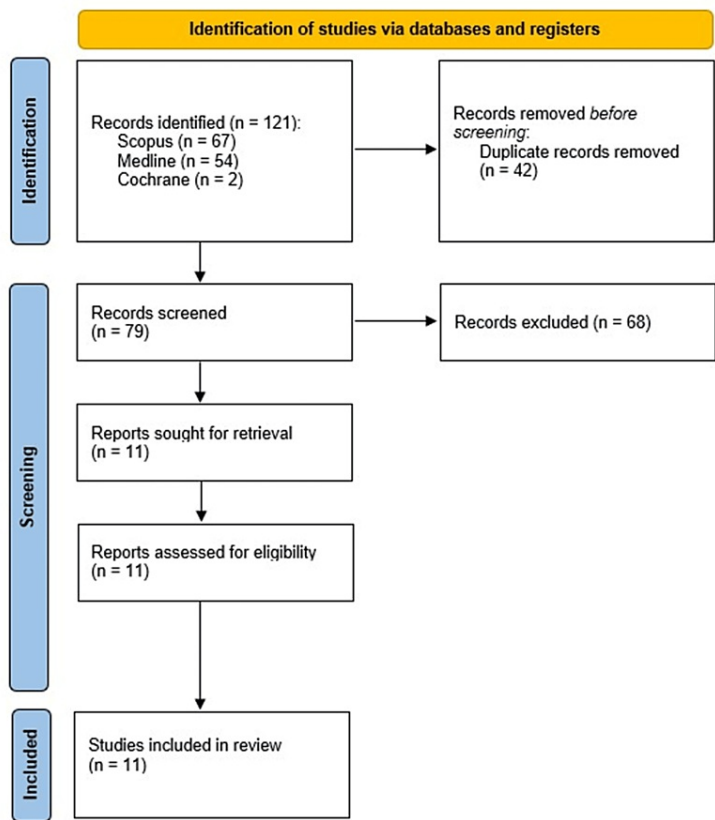 Identification of studies via databases and registers
Identification
Records identified (n = 121):
Scopus (n = 67)
Medline (n = 54)
Cochrane (n = 2)
Records removed before
screening:
Duplicate records removed
(n = 42)
Screening
Records screened
(n = 79)
Records excluded (n = 68)
Reports sought for retrieval
(n = 11)
Reports assessed for eligibility
(n = 11)
Included
Studies included in review
(n = 11)